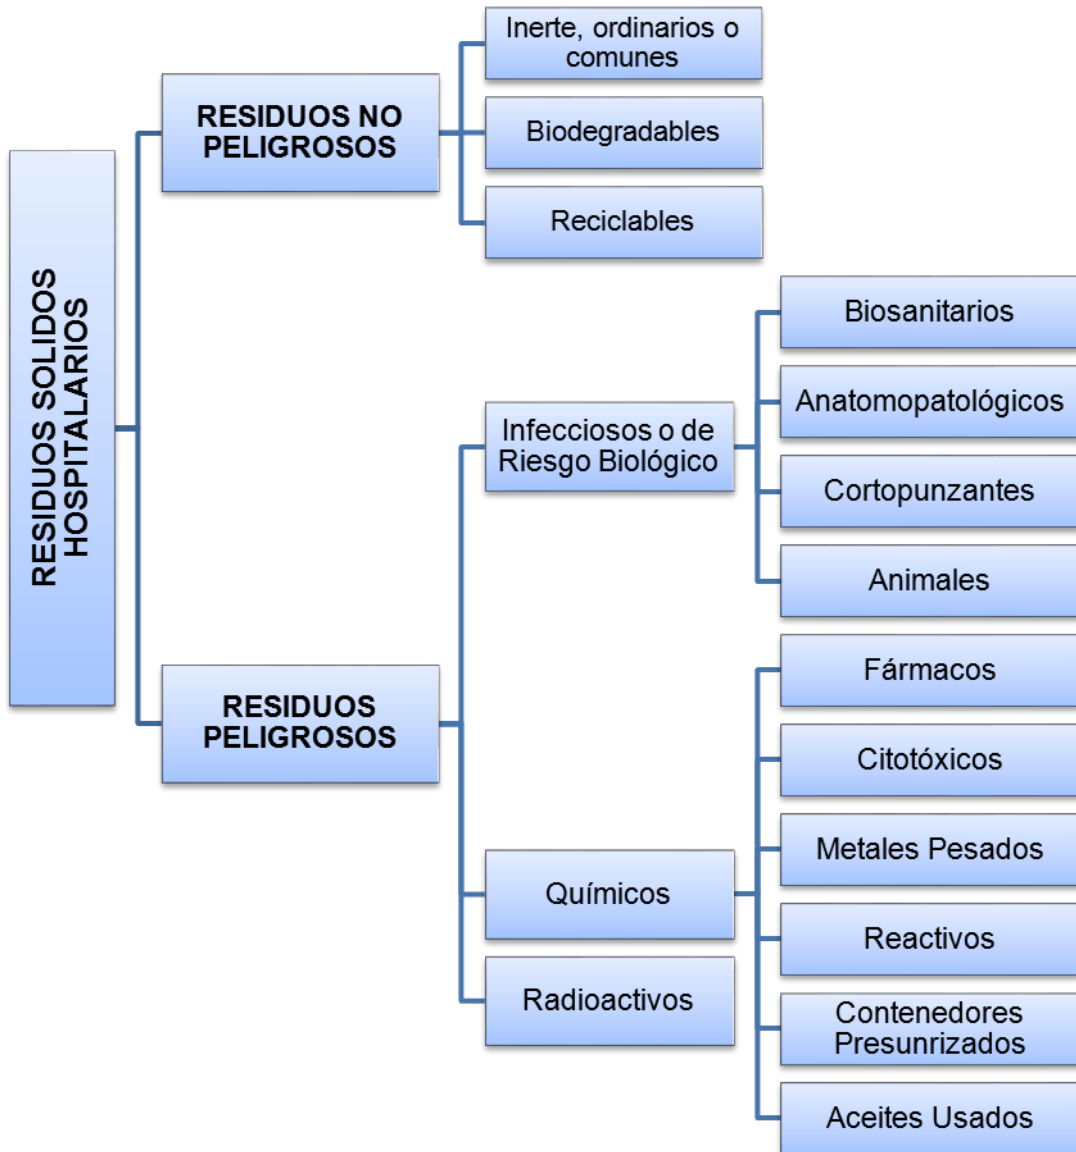 RESIDUOS SOLIDOS
HOSPITALARIOS
RESIDUOS NO
PELIGROSOS
Inerte, ordinarios o
comunes
Biodegradables
Reciclables
RESIDUOS
PELIGROSOS
Infecciosos o de
Riesgo Biológico
Biosanitarios
Anatomopatológicos
Cortopunzantes
Animales
Químicos
Fármacos
Citotóxicos
Metales Pesados
Reactivos
Contenedores
Presunrizados
Aceites Usados
Radioactivos